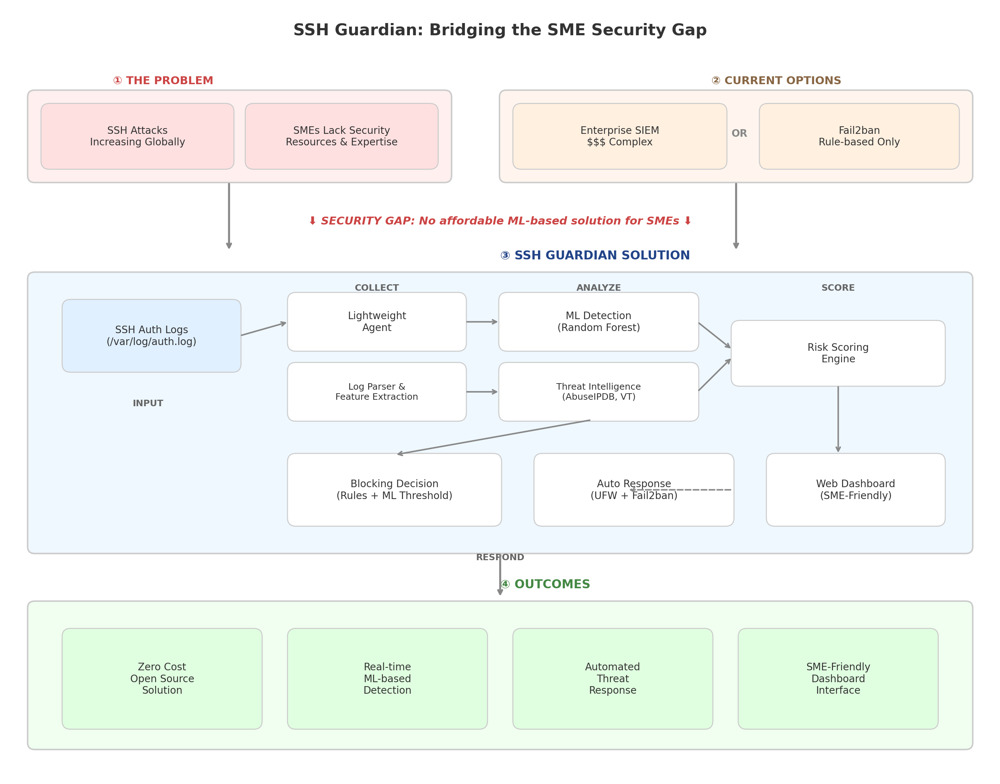 SSH Guardian: Bridging the SME Security Gap
① THE PROBLEM
② CURRENT OPTIONS
SSH Attacks
Increasing Globally
SMEs Lack Security
Resources & Expertise
Enterprise SIEM
$$$ Complex
OR
Fail2ban
Rule-based Only
⬇ SECURITY GAP: No affordable ML-based solution for SMEs ⬇
③ SSH GUARDIAN SOLUTION
COLLECT
ANALYZE
SCORE
SSH Auth Logs
(/var/log/auth.log)
INPUT
Lightweight
Agent
ML Detection
(Random Forest)
Risk Scoring
Engine
Log Parser &
Feature Extraction
Threat Intelligence
(AbuseIPDB, VT)
Blocking Decision
(Rules + ML Threshold)
Auto Response
(UFW + Fail2ban)
Web Dashboard
(SME-Friendly)
RESPOND
④ OUTCOMES
Zero Cost
Open Source
Solution
Real-time
ML-based
Detection
Automated
Threat
Response
SME-Friendly
Dashboard
Interface